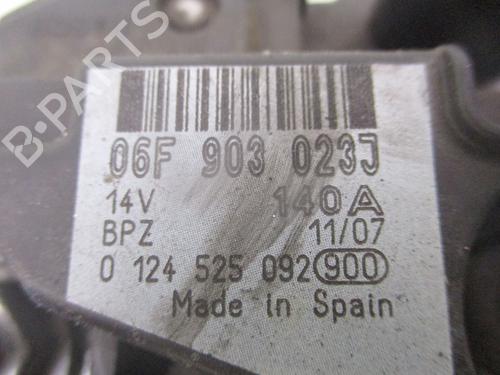 B-PARTS
06F 903 023J
14V 140A
BPZ 11/07
0 124 525 092 900
Made in Spain